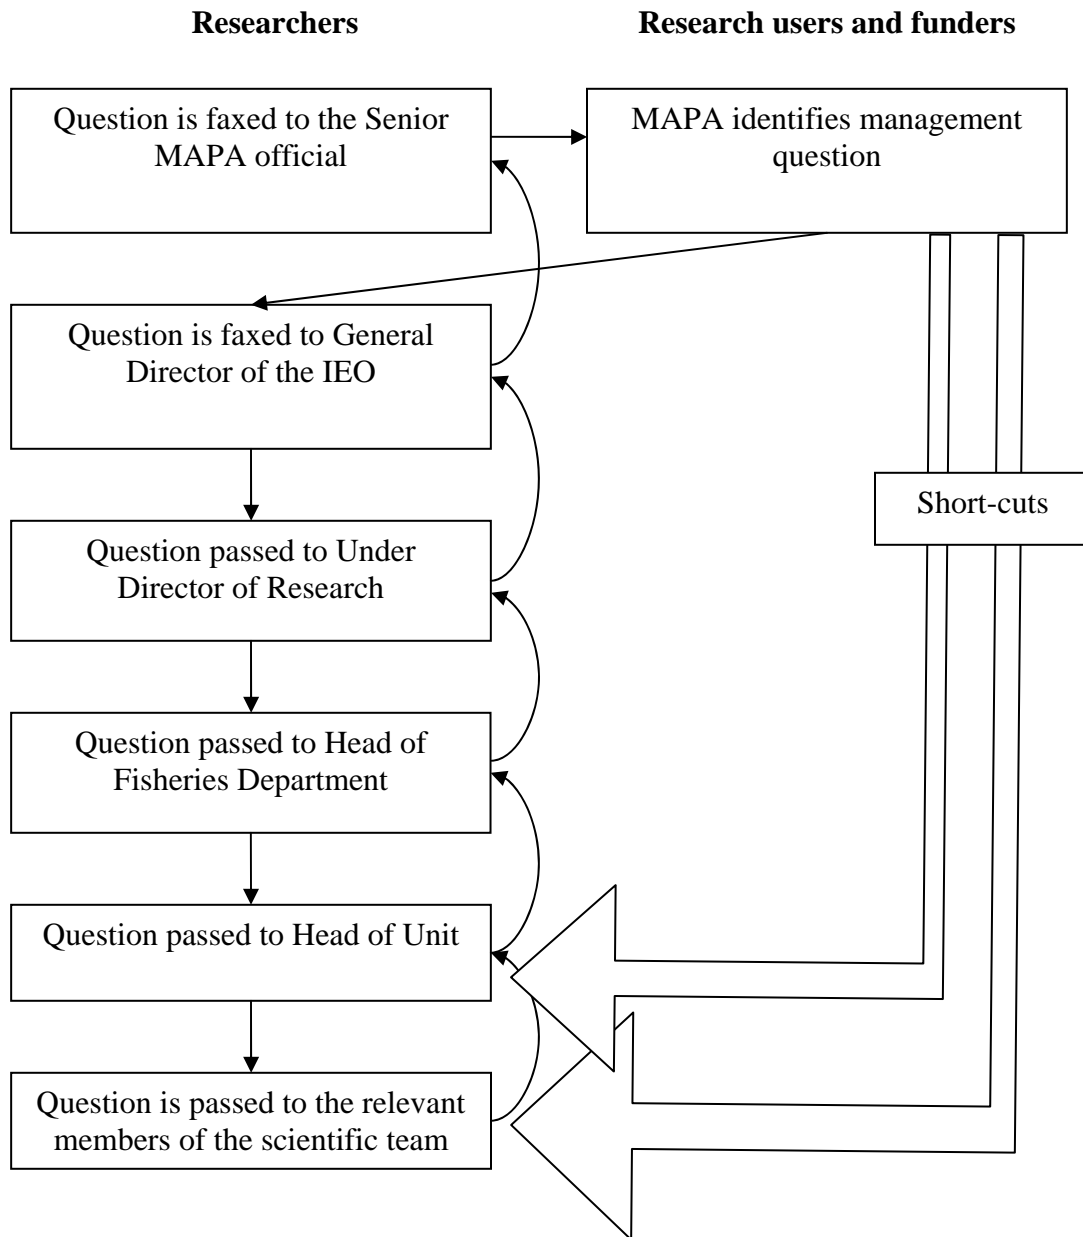 Researchers
Research users and funders
Question is faxed to the Senior
MAPA official
MAPA identifies management
question
Question is faxed to General
Director of the IEO
Short-cuts
Question passed to Under
Director of Research
Question passed to Head of
Fisheries Department
Question passed to Head of Unit
Question is passed to the relevant
members of the scientific team